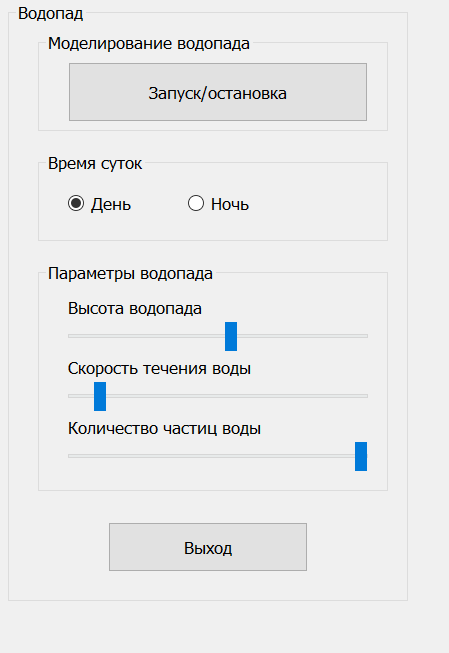 Водопад
Моделирование водопада
Запуск/остановка
Время суток
День Ночь
Параметры водопада
Высота водопада
Скорость течения воды
Количество частиц воды
Выход